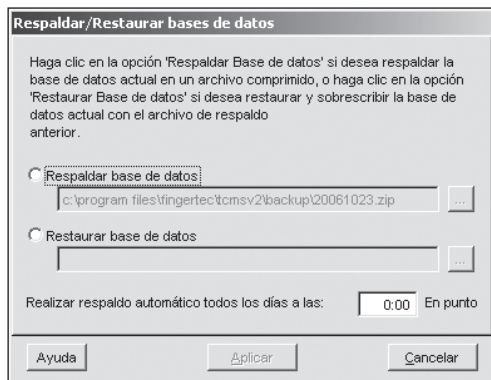 Respaldar/Restaurar bases de datos
Haga clic en la opción 'Respaldar Base de datos' si desea respaldar la
base de datos actual en un archivo comprimido, o haga clic en la opción
'Restaurar Base de datos' si desea restaurar y sobrescribir la base de
datos actual con el archivo de respaldo
anterior.
Respaldar base de datos
c:\program files\fingertec\tcmsv2\backup\20061023.zip ...
Restaurar base de datos
...
Realizar respaldo automático todos los días a las: 0:00 En punto
Ayuda Aplicar Cancelar